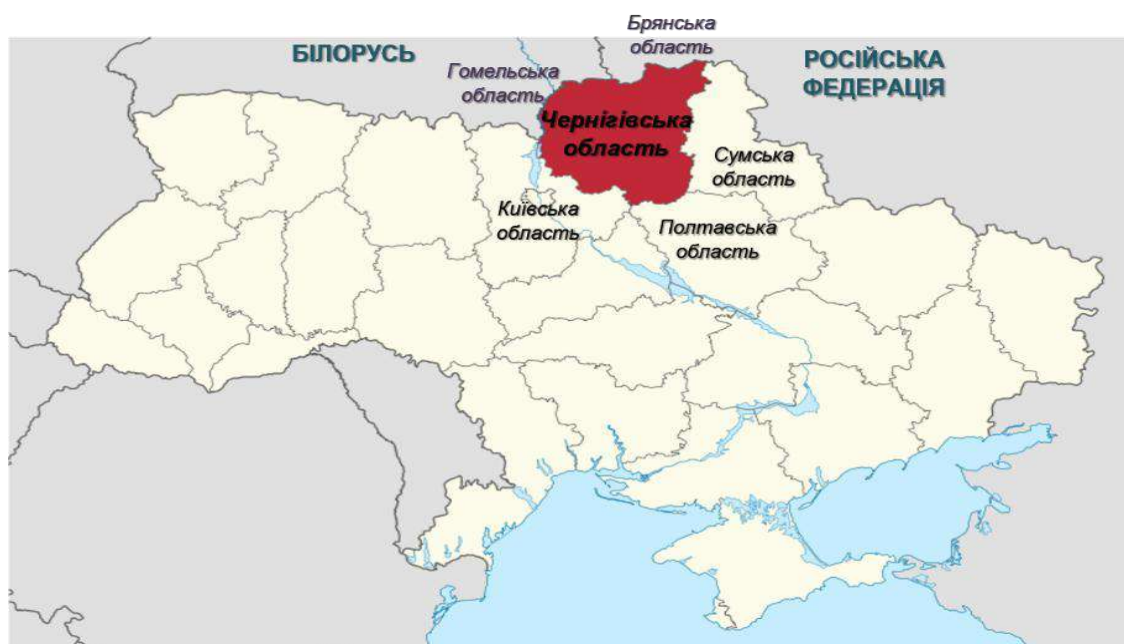 Брянська
область
БІЛОРУСЬ
РОСІЙСЬКА
ФЕДЕРАЦІЯ
Гомельська
область
Чернігівська
область
Сумська
область
Київська
область
Полтавська
область